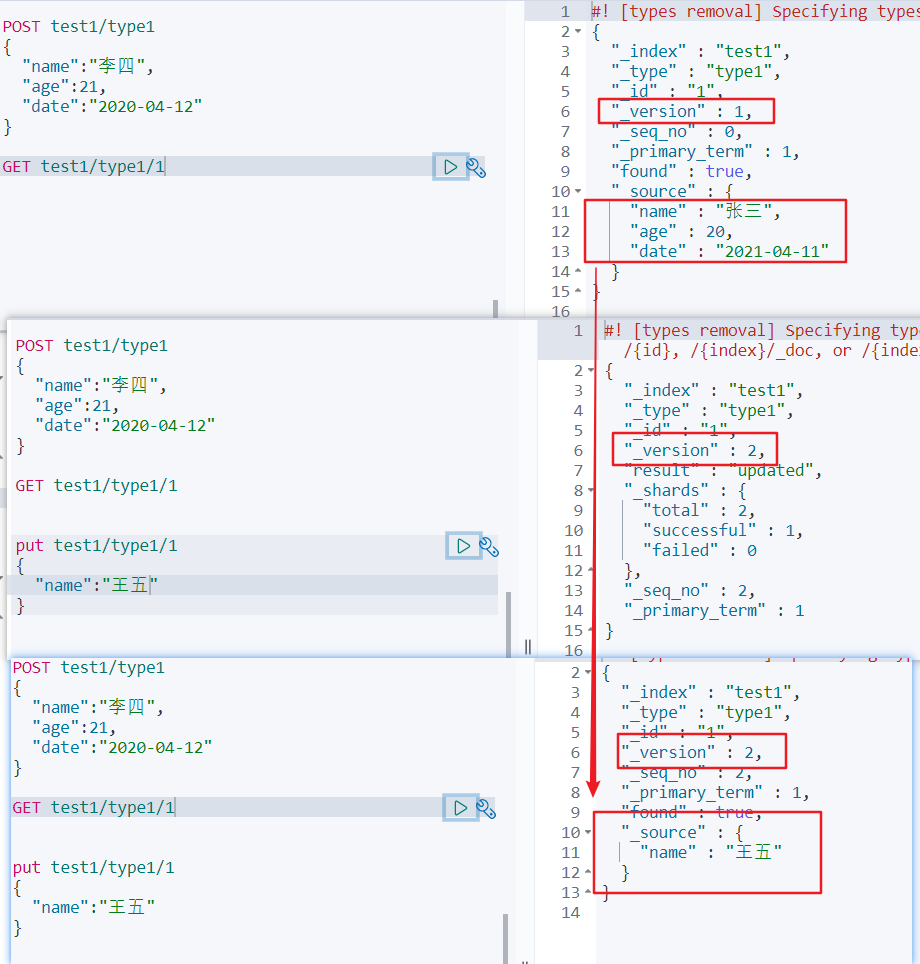 POST test1/type1
{
  "name":"李四",
  "age":21,
  "date":"2020-04-12"
}
GET test1/type1/1
1 #! [types removal] Specifying types
2 {
3   "_index" : "test1",
4   "_type" : "type1",
5   "_id" : "1",
6   "_version" : 1,
7   "_seq_no" : 0,
8   "_primary_term" : 1,
9   "found" : true,
10   "_source" : {
11     "name" : "张三",
12     "age" : 20,
13     "date" : "2021-04-11"
14   }
15 }
16
POST test1/type1
{
  "name":"李四",
  "age":21,
  "date":"2020-04-12"
}
GET test1/type1/1
put test1/type1/1
{
  "name":"王五"
}
1 #! [types removal] Specifying type
/{id}, /{index}/_doc, or /{inde
2 {
3   "_index" : "test1",
4   "_type" : "type1",
5   "_id" : "1",
6   "_version" : 2,
7   "result" : "updated",
8   "_shards" : {
9     "total" : 2,
10     "successful" : 1,
11     "failed" : 0
12   },
13   "_seq_no" : 2,
14   "_primary_term" : 1
15 }
16
POST test1/type1
{
  "name":"李四",
  "age":21,
  "date":"2020-04-12"
}
GET test1/type1/1
put test1/type1/1
{
  "name":"王五"
}
2 {
3   "_index" : "test1",
4   "_type" : "type1",
5   "_id" : "1",
6   "_version" : 2,
7   "_seq_no" : 2,
8   "_primary_term" : 1,
9   "found" : true,
10   "_source" : {
11     "name" : "王五"
12   }
13 }
14